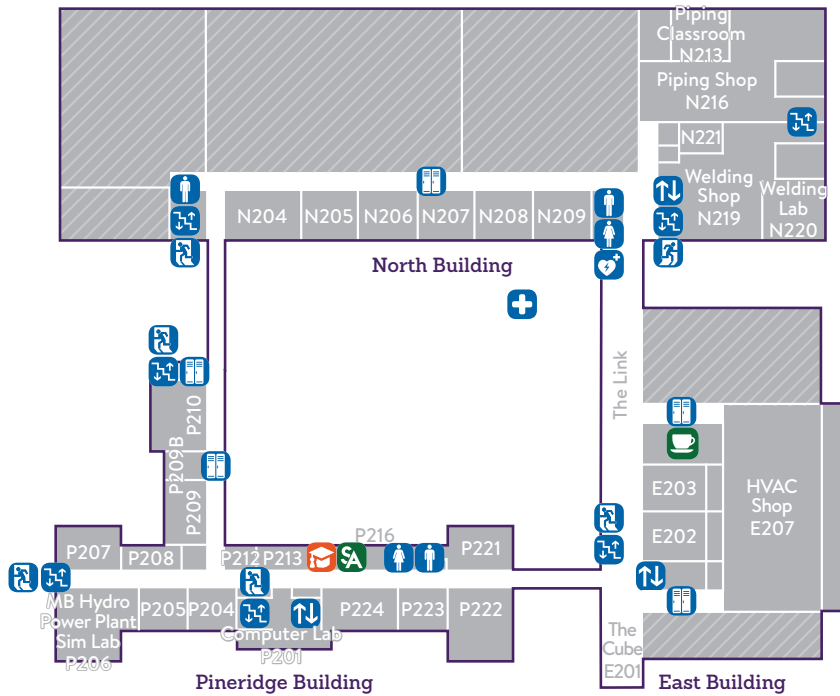 Piping
Classroom
N213
Piping Shop
N216
N221
Welding
Shop
N219
Welding
Lab
N220
N204
N205
N206
N207
N208
N209
North Building
The Link
P210
P209B
P209
P216
P207
P208
P212
P213
SA
P221
E203
E202
HVAC
Shop
E207
MB Hydro
Power Plant
Sim Lab
P206
P205
P204
Computer Lab
P201
P224
P223
P222
The
Cube
E201
Pineridge Building
East Building